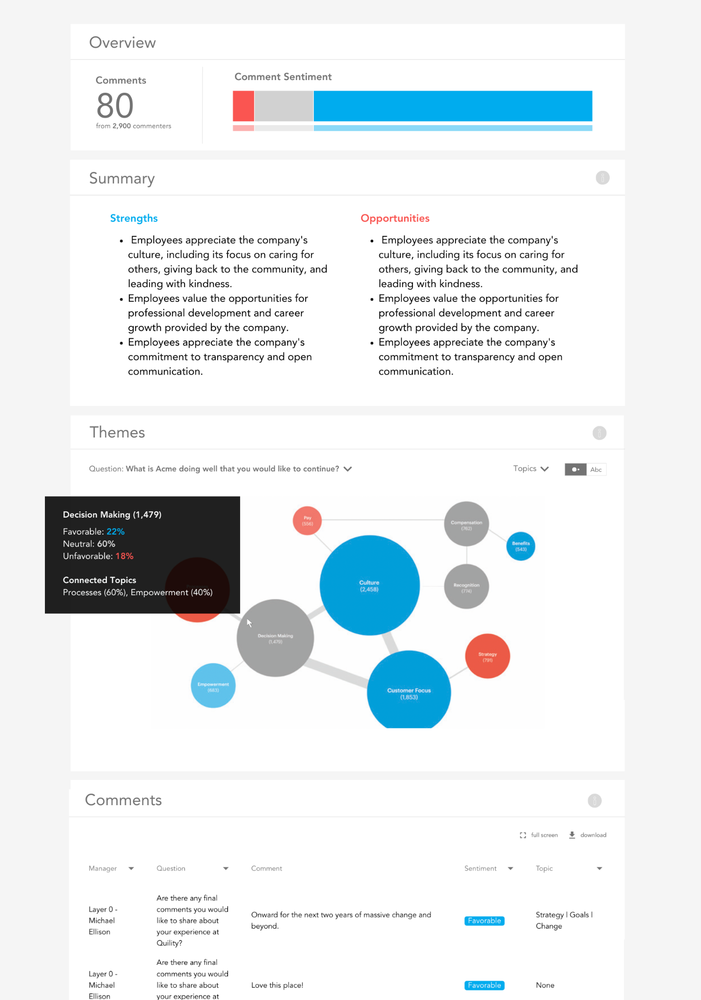 Overview
Comments
80
from 2,900 commenters
Comment Sentiment
Summary
Strengths
• Employees appreciate the company's
culture, including its focus on caring for
others, giving back to the community, and
leading with kindness.
• Employees value the opportunities for
professional development and career
growth provided by the company.
• Employees appreciate the company's
commitment to transparency and open
communication.
Opportunities
• Employees appreciate the company's
culture, including its focus on caring for
others, giving back to the community, and
leading with kindness.
• Employees value the opportunities for
professional development and career
growth provided by the company.
• Employees appreciate the company's
commitment to transparency and open
communication.
Themes
Question: What is Acme doing well that you would like to continue?
Topics
Abc
Decision Making (1,479)
Favorable: 22%
Neutral: 60%
Unfavorable: 18%
Connected Topics
Processes (60%), Empowerment (40%)
Pay
(556)
Compensation
(762)
Benefits
(543)
Culture
(2,458)
Recognition
(774)
Decision Making
(1,479)
Strategy
(791)
Empowerment
(683)
Customer Focus
(1,853)
Comments
full screen
download
Manager
Question
Comment
Sentiment
Topic
Layer 0 -
Michael
Ellison
Are there any final
comments you would
like to share about
your experience at
Quility?
Onward for the next two years of massive change and
beyond.
Favorable
Strategy | Goals |
Change
Layer 0 -
Michael
Ellison
Are there any final
comments you would
like to share about
your experience at
Love this place!
Favorable
None